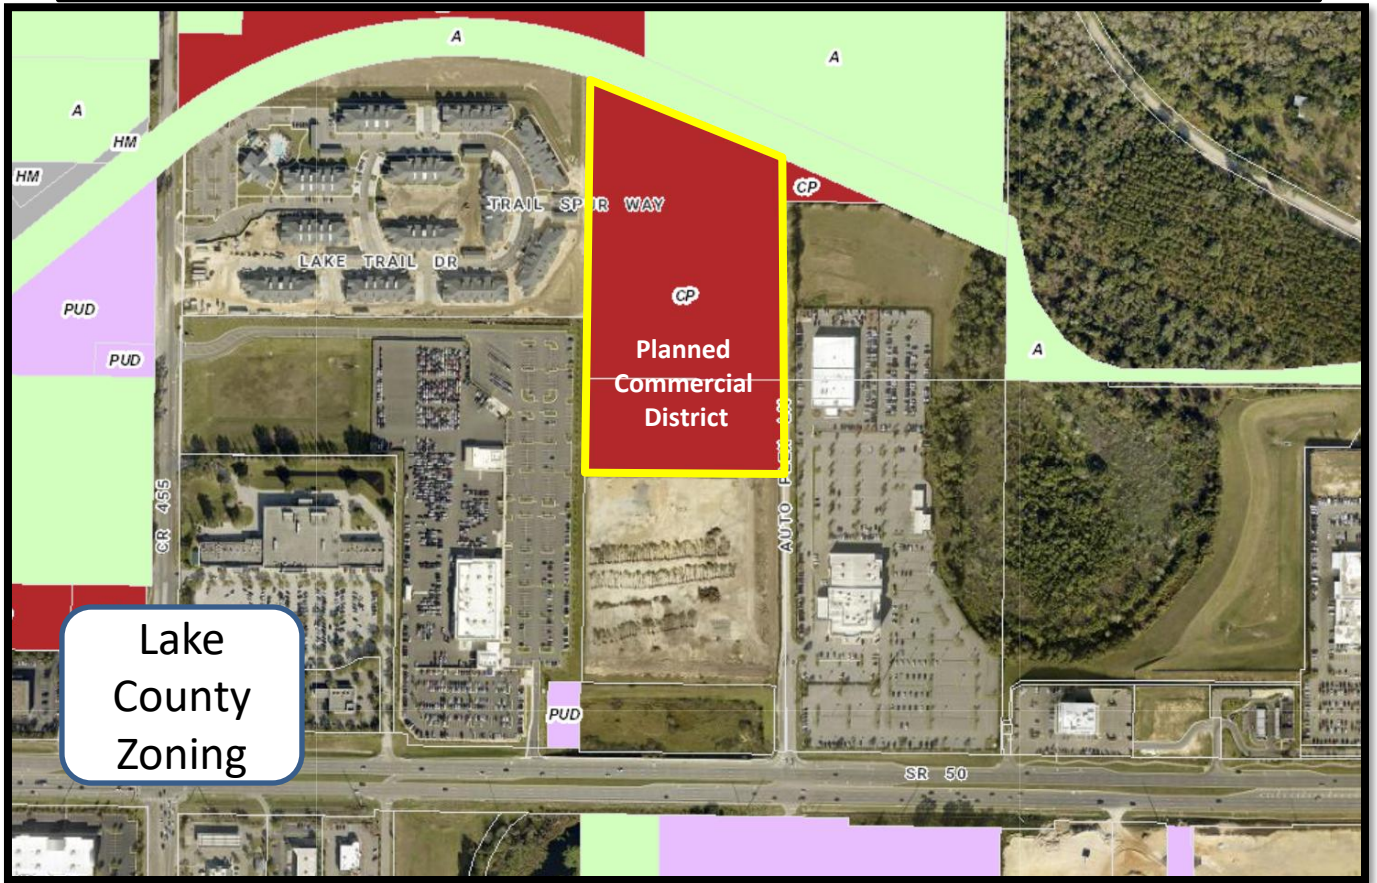 A
A
A
HM
HM
CP
TRAIL SPUR WAY
LAKE TRAIL DR
CP
PUD
Planned
Commercial
District
PUD
A
CR 455
AUTO
Lake
County
Zoning
PUD
SR 50